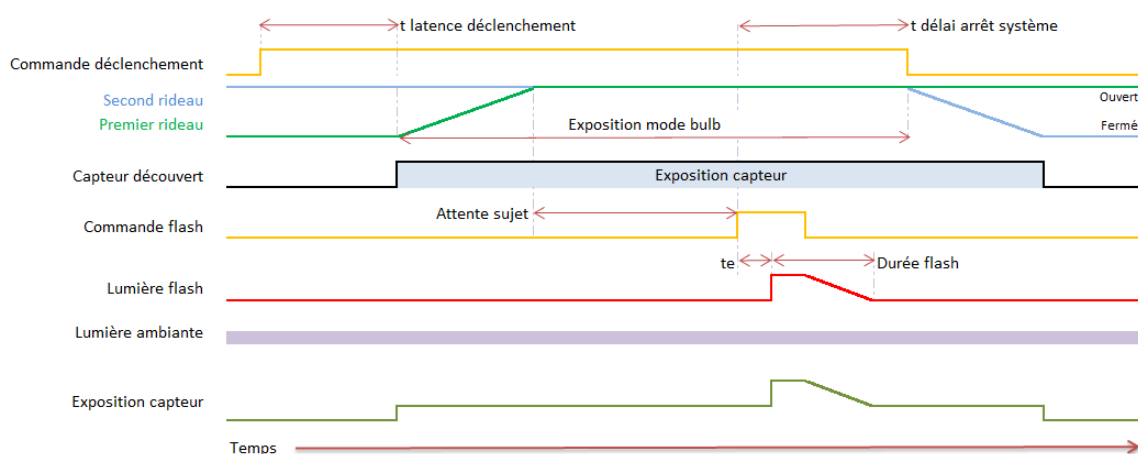 t latence déclenchement
t délai arrêt système
Commande déclenchement
Second rideau
Ouvert
Premier rideau
Exposition mode bulb
Fermé
Capteur découvert
Exposition capteur
Attente sujet
Commande flash
te
Durée flash
Lumière flash
Lumière ambiante
Exposition capteur
Temps